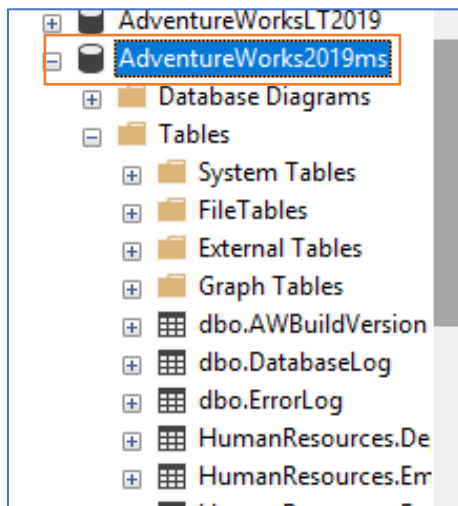 AdventureWorksLT2019
AdventureWorks2019ms
Database Diagrams
Tables
System Tables
FileTables
External Tables
Graph Tables
dbo.AWBuildVersion
dbo.DatabaseLog
dbo.ErrorLog
HumanResources.De
HumanResources.Em